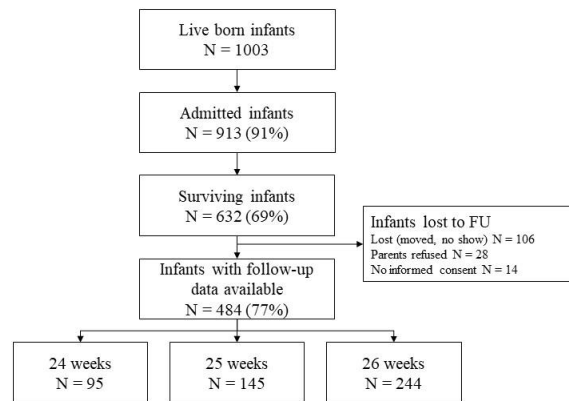 Live born infants
N = 1003
Admitted infants
N = 913 (91%)
Surviving infants
N = 632 (69%)
Infants lost to FU
Lost (moved, no show) N = 106
Parents refused N = 28
No informed consent N = 14
Infants with follow-up
data available
N = 484 (77%)
24 weeks
N = 95
25 weeks
N = 145
26 weeks
N = 244